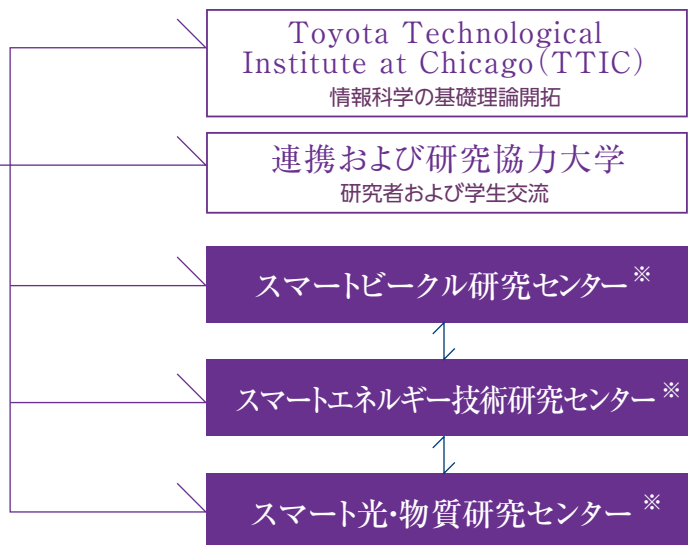 Toyota Technological
Institute at Chicago(TTIC)
情報科学の基礎理論開拓
連携および研究協力大学
研究者および学生交流
スマートビークル研究センター※
スマートエネルギー技術研究センター※
スマート光・物質研究センター※